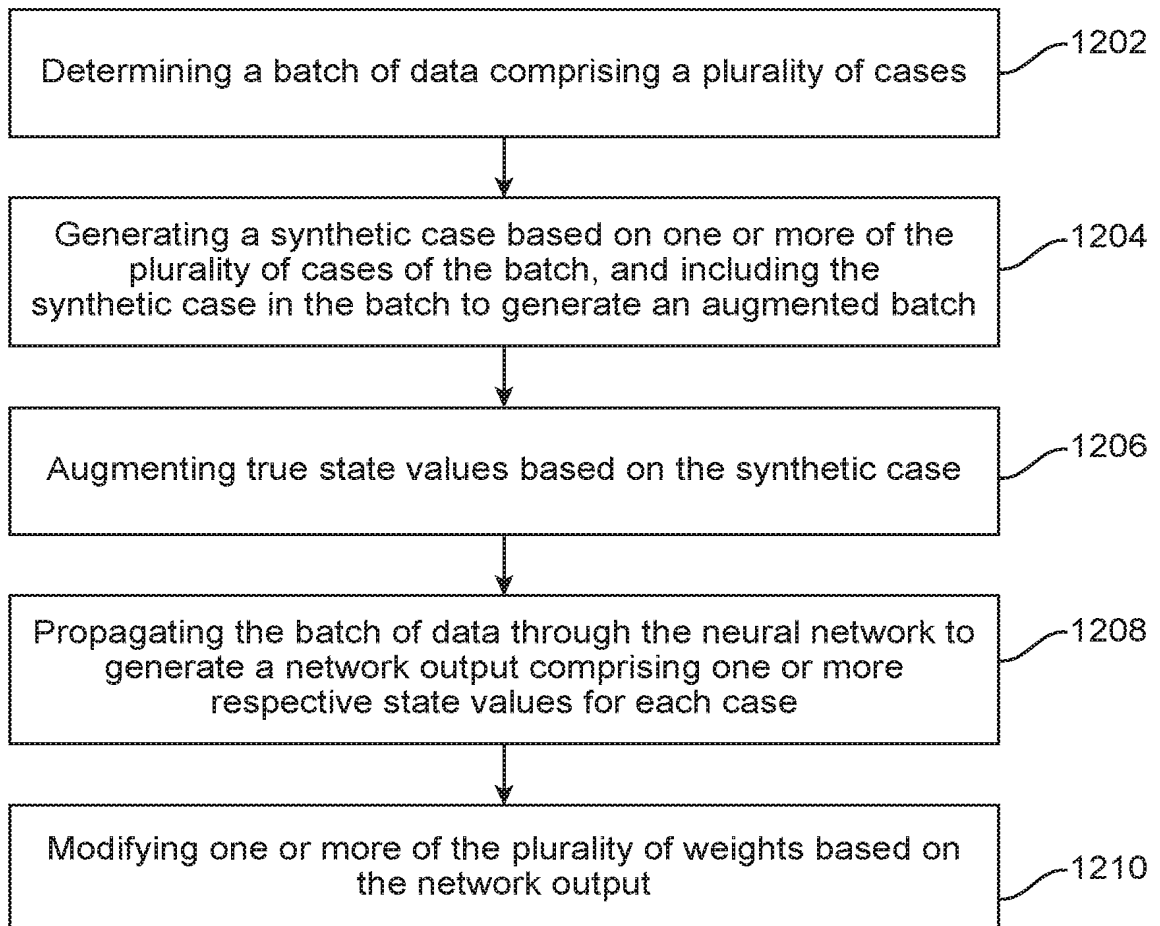 Determining a batch of data comprising a plurality of cases
1202
Generating a synthetic case based on one or more of the
plurality of cases of the batch, and including the
synthetic case in the batch to generate an augmented batch
1204
Augmenting true state values based on the synthetic case
1206
Propagating the batch of data through the neural network to
generate a network output comprising one or more
respective state values for each case
1208
Modifying one or more of the plurality of weights based on
the network output
1210